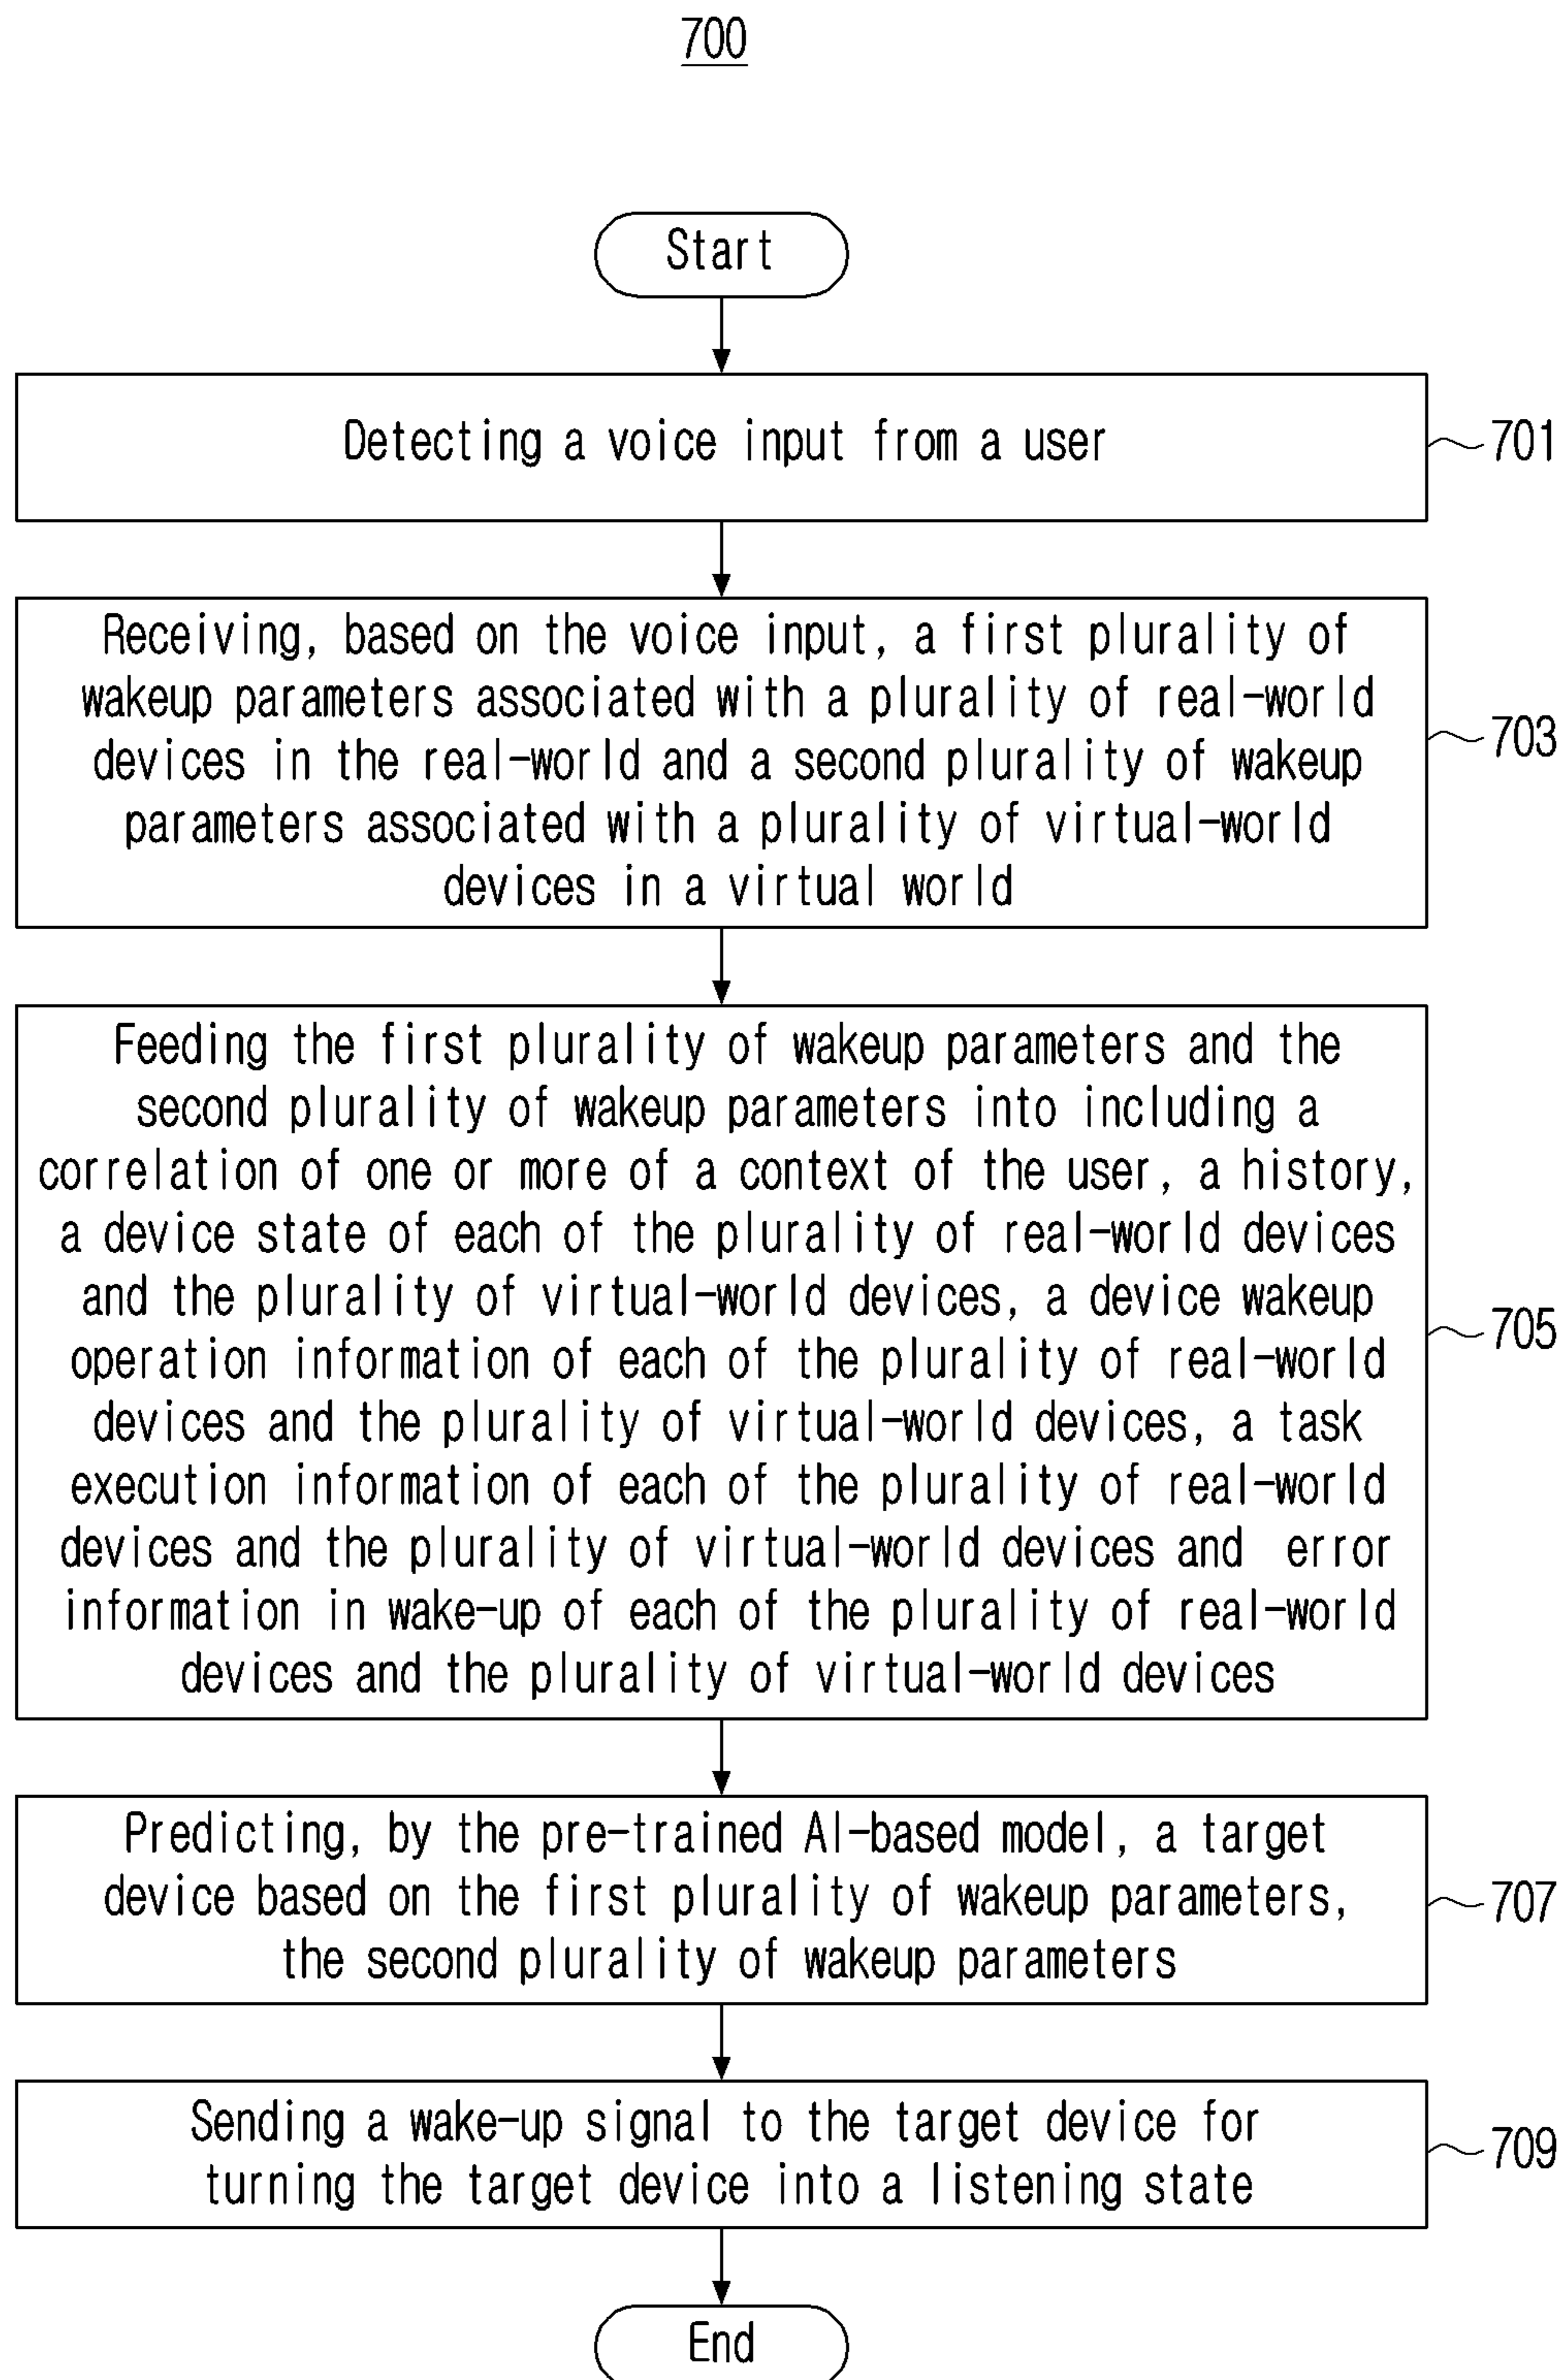 700
Start
Detecting a voice input from a user
701
Receiving, based on the voice input, a first plurality of
wakeup parameters associated with a plurality of real-world
devices in the real-world and a second plurality of wakeup
parameters associated with a plurality of virtual-world
devices in a virtual world
703
Feeding the first plurality of wakeup parameters and the
second plurality of wakeup parameters into including a
correlation of one or more of a context of the user, a history,
a device state of each of the plurality of real-world devices
and the plurality of virtual-world devices, a device wakeup
operation information of each of the plurality of real-world
devices and the plurality of virtual-world devices, a task
execution information of each of the plurality of real-world
devices and the plurality of virtual-world devices and error
information in wake-up of each of the plurality of real-world
devices and the plurality of virtual-world devices
705
Predicting, by the pre-trained AI-based model, a target
device based on the first plurality of wakeup parameters,
the second plurality of wakeup parameters
707
Sending a wake-up signal to the target device for
turning the target device into a listening state
709
End